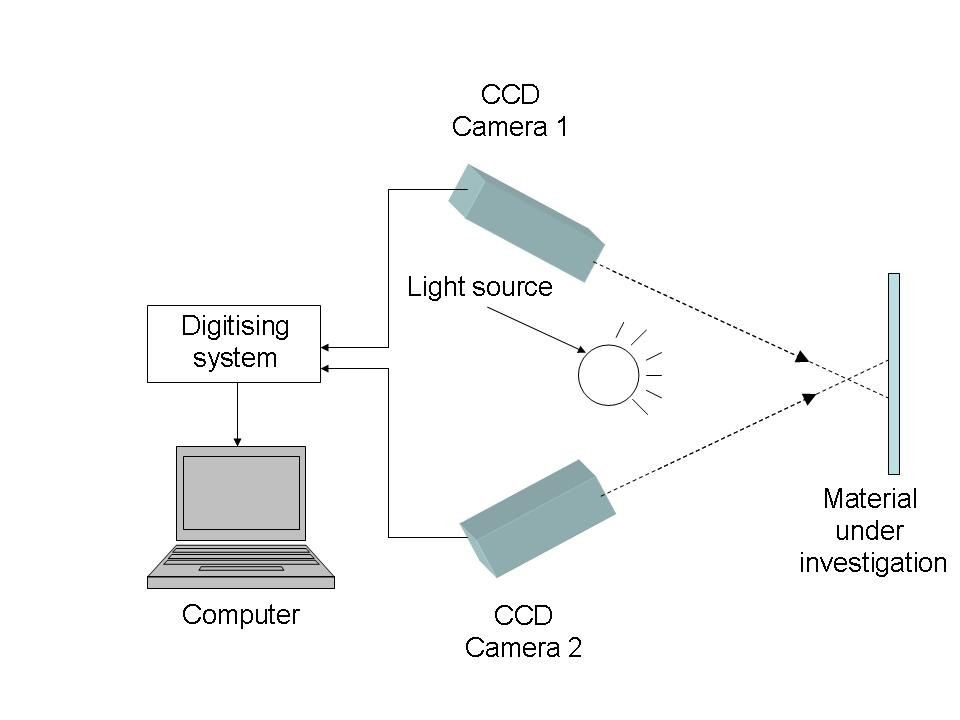 CCD
Camera 1
Light source
Digitising
system
Material
under
investigation
Computer
CCD
Camera 2